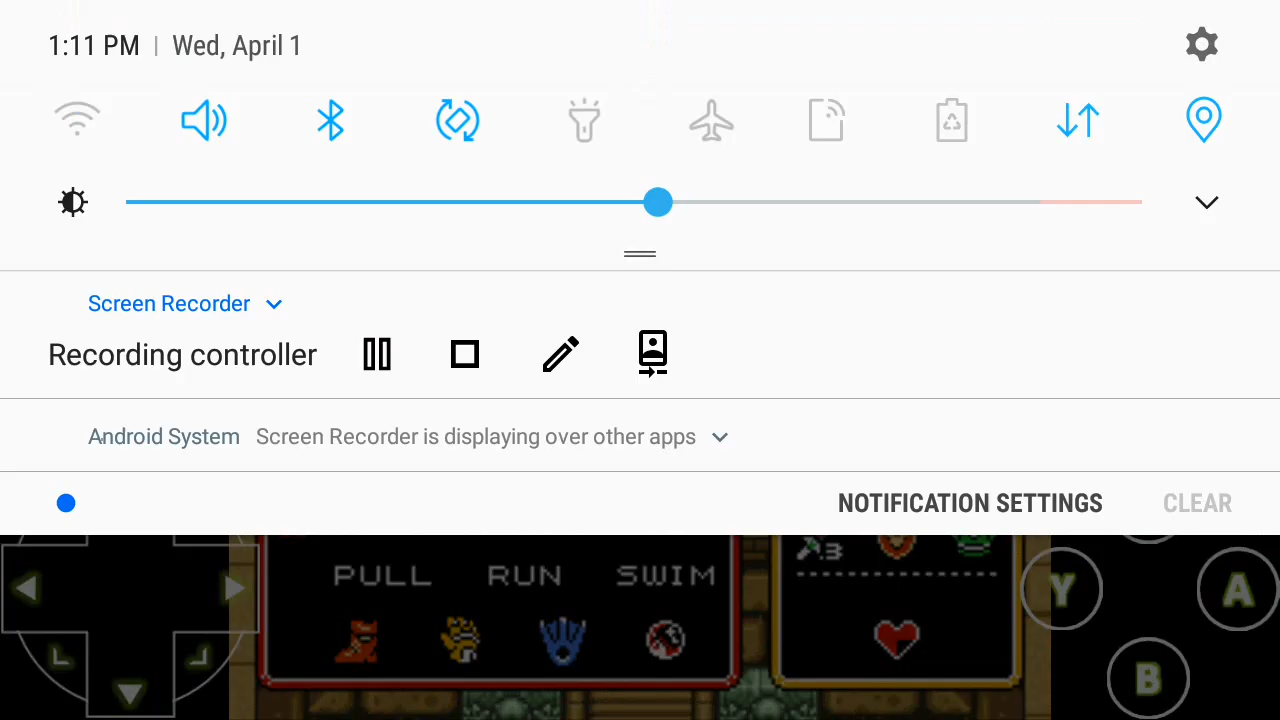 1:11 PM | Wed, April 1
Screen Recorder
Recording controller
Android System Screen Recorder is displaying over other apps
NOTIFICATION SETTINGS CLEAR
3
PULL RUN SWIM
Y A
B